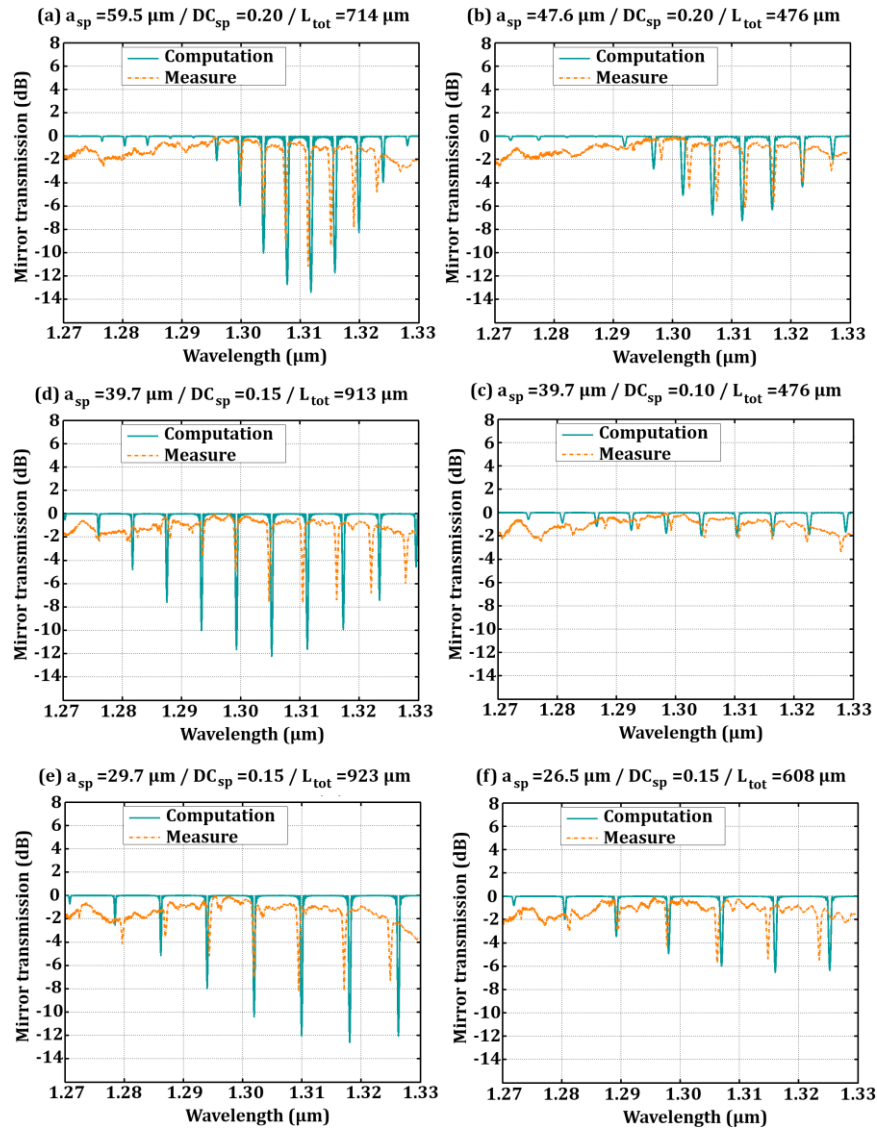 (a) a_sp =59.5 µm / DC_sp =0.20 / L_tot =714 µm
8
6
4
2
0
-2
-4
-6
-8
-10
-12
-14
Mirror transmission (dB)
Computation
Measure
1.27 1.28 1.29 1.30 1.31 1.32 1.33
Wavelength (µm)
(b) a_sp =47.6 µm / DC_sp =0.20 / L_tot =476 µm
8
6
4
2
0
-2
-4
-6
-8
-10
-12
-14
Mirror transmission (dB)
Computation
Measure
1.27 1.28 1.29 1.30 1.31 1.32 1.33
Wavelength (µm)
(d) a_sp =39.7 µm / DC_sp =0.15 / L_tot =913 µm
8
6
4
2
0
-2
-4
-6
-8
-10
-12
-14
Mirror transmission (dB)
Computation
Measure
1.27 1.28 1.29 1.30 1.31 1.32 1.33
Wavelength (µm)
(c) a_sp =39.7 µm / DC_sp =0.10 / L_tot =476 µm
8
6
4
2
0
-2
-4
-6
-8
-10
-12
-14
Mirror transmission (dB)
Computation
Measure
1.27 1.28 1.29 1.30 1.31 1.32 1.33
Wavelength (µm)
(e) a_sp =29.7 µm / DC_sp =0.15 / L_tot =923 µm
8
6
4
2
0
-2
-4
-6
-8
-10
-12
-14
Mirror transmission (dB)
Computation
Measure
1.27 1.28 1.29 1.30 1.31 1.32 1.33
Wavelength (µm)
(f) a_sp =26.5 µm / DC_sp =0.15 / L_tot =608 µm
8
6
4
2
0
-2
-4
-6
-8
-10
-12
-14
Mirror transmission (dB)
Computation
Measure
1.27 1.28 1.29 1.30 1.31 1.32 1.33
Wavelength (µm)